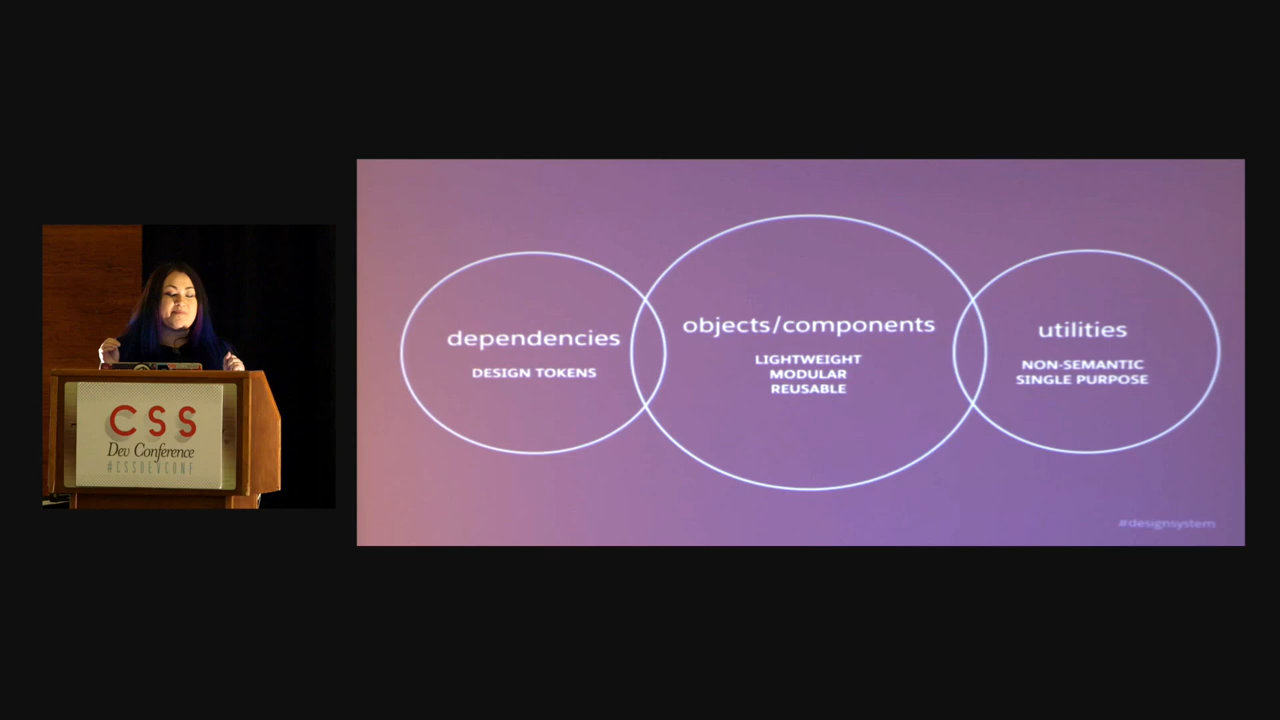 CSS
Dev Conference
#CSSDEVCONF
dependencies
DESIGN TOKENS
objects/components
LIGHTWEIGHT
MODULAR
REUSABLE
utilities
NON-SEMANTIC
SINGLE PURPOSE
#designsystem